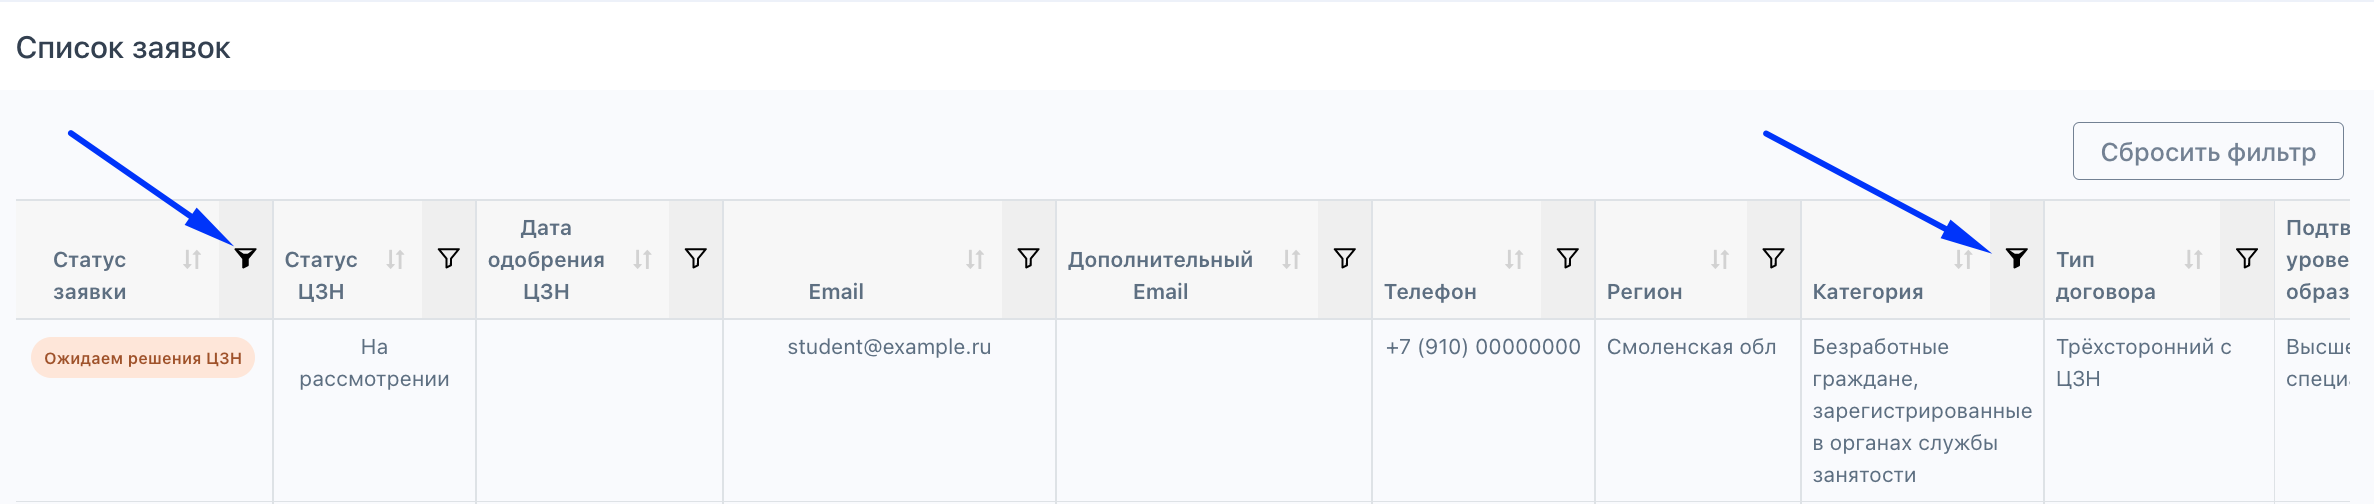 Список заявок
Сбросить фильтр
Статус
заявки
Статус
ЦЗН
Дата
одобрения
ЦЗН
Email
Дополнительный
Email
Телефон
Регион
Категория
Тип
договора
Подтв
урове
образ
Ожидаем решения ЦЗН
На
рассмотрении
student@example.ru
+7 (910) 00000000
Смоленская обл
Безработные
граждане,
зарегистрированные
в органах службы
занятости
Трёхсторонний с
ЦЗН
Высше
специ